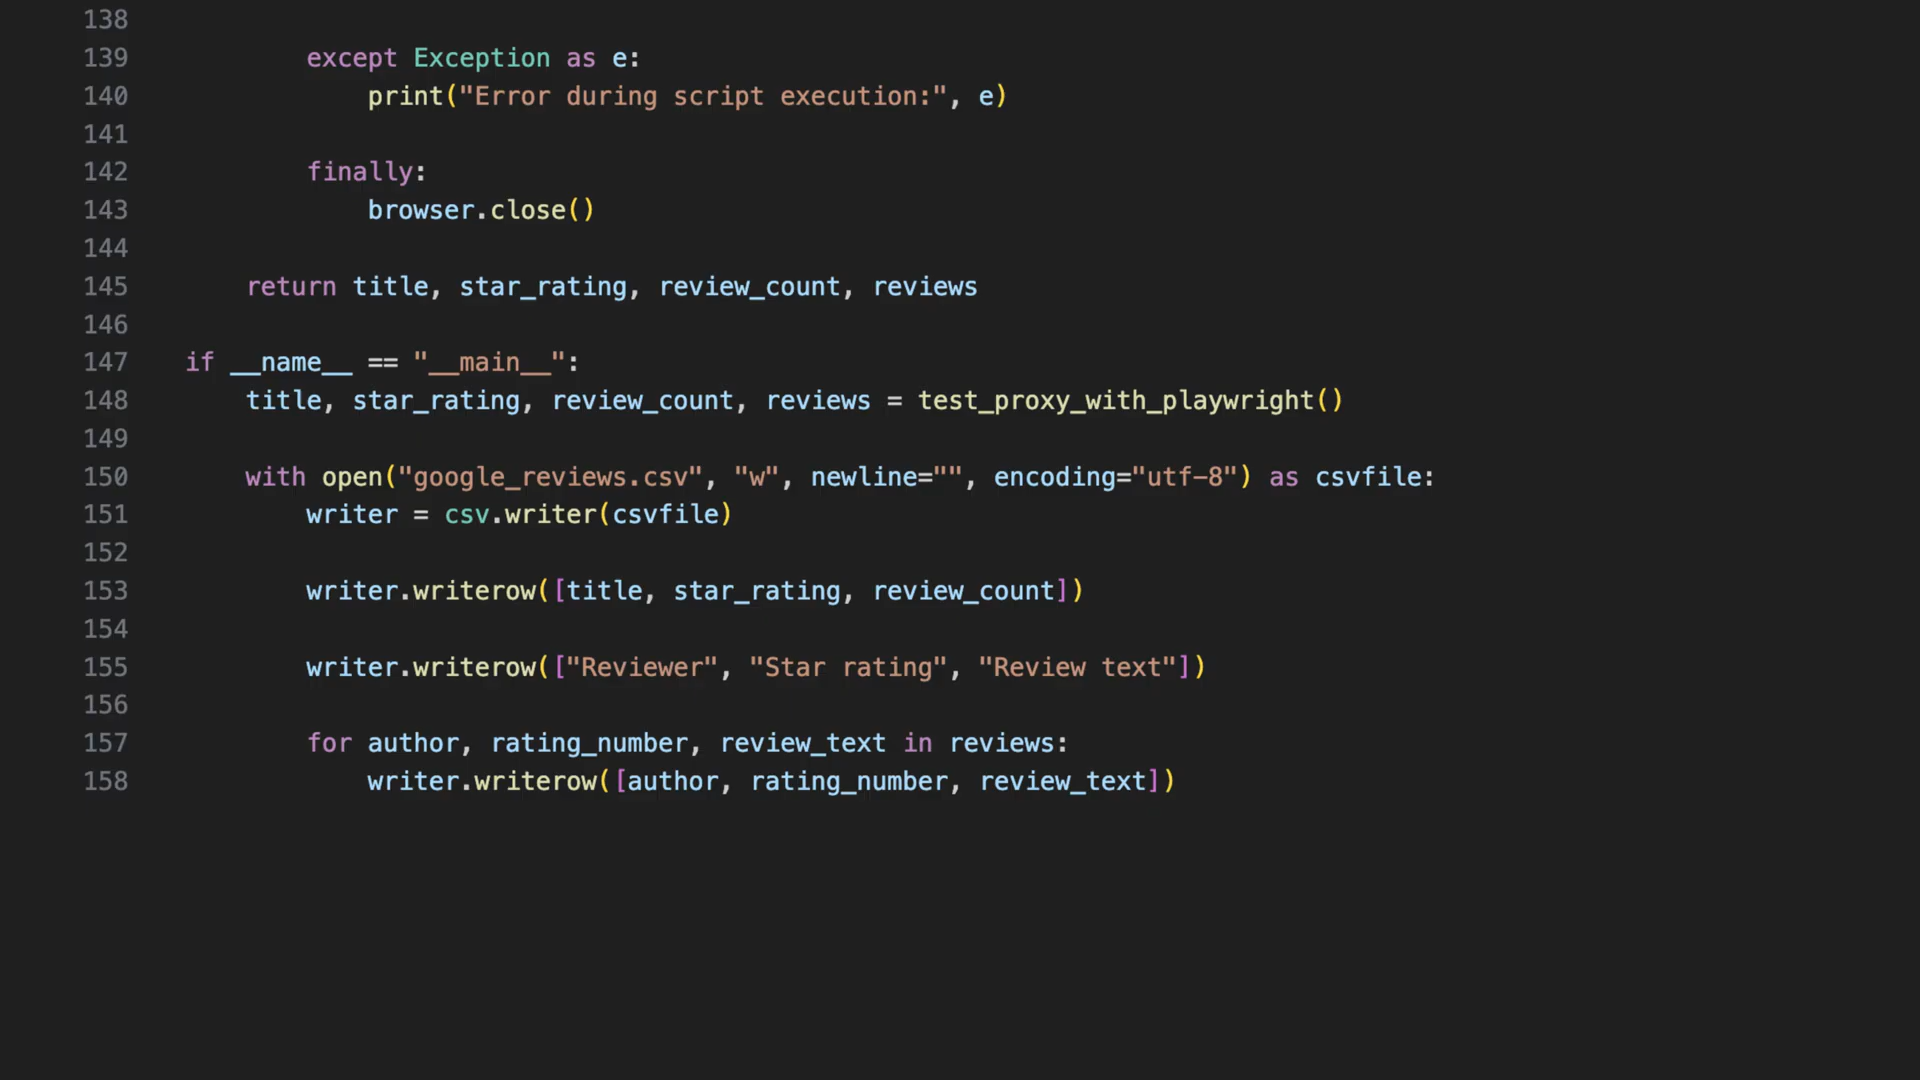 138
139 except Exception as e:
140 print("Error during script execution:", e)
141
142 finally:
143 browser.close()
144
145 return title, star_rating, review_count, reviews
146
147 if __name__ == "__main__":
148 title, star_rating, review_count, reviews = test_proxy_with_playwright()
149
150 with open("google_reviews.csv", "w", newline="", encoding="utf-8") as csvfile:
151 writer = csv.writer(csvfile)
152
153 writer.writerow([title, star_rating, review_count])
154
155 writer.writerow(["Reviewer", "Star rating", "Review text"])
156
157 for author, rating_number, review_text in reviews:
158 writer.writerow([author, rating_number, review_text])